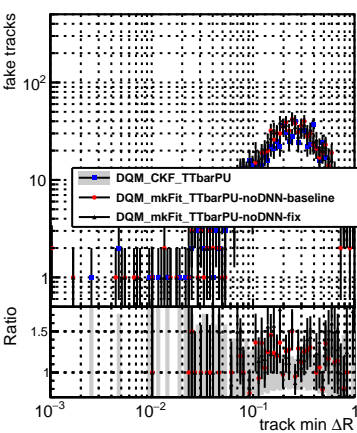 fake tracks
10²
10
1
DQM_CKF_TTbarPU
DQM_mkFit_TTbarPU-noDNN-baseline
DQM_mkFit_TTbarPU-noDNN-fix
Ratio
1.5
1
10⁻³ 10⁻² 10⁻¹ 1
track min ΔR